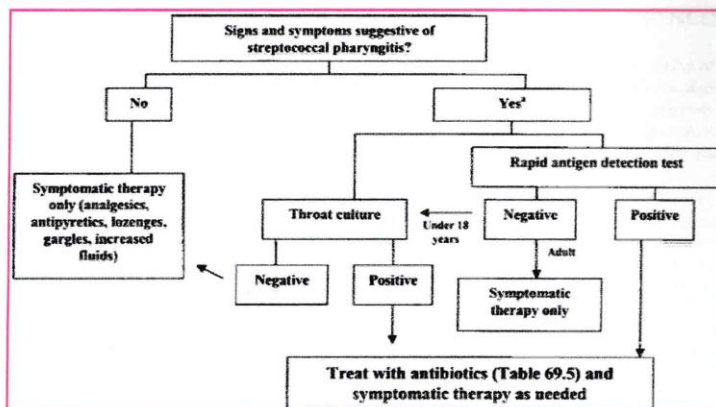 Signs and symptoms suggestive of
streptococcal pharyngitis?
No
Yesᵃ
Rapid antigen detection test
Symptomatic therapy
only (analgesics,
antipyretics, lozenges,
gargles, increased
fluids)
Throat culture
Under 18
years
Negative
Positive
Adult
Negative
Positive
Symptomatic
therapy only
Treat with antibiotics (Table 69.5) and
symptomatic therapy as needed